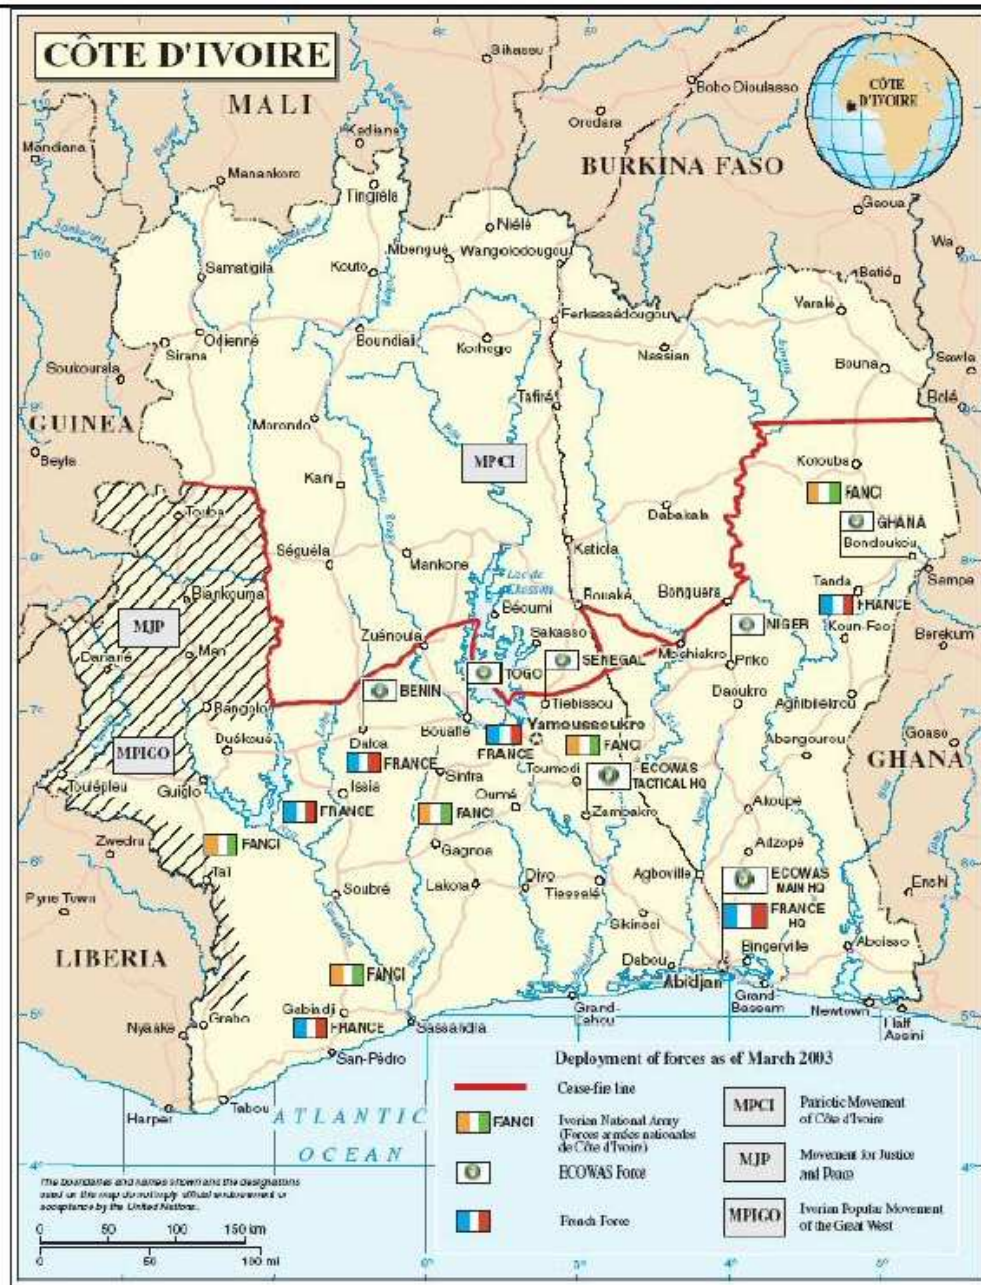 CÔTE D'IVOIRE
CÔTE
D'IVOIRE
MALI
BURKINA FASO
GUINEA
LIBERIA
GHANA
Sikasso
Bobo Dioulasso
Orodara
Kadiana
Mandiana
Manankoro
Tingréla
Gaoua
Niélé
Wa
Mbengué
Wangolodougou
Samatigila
Kouto
Batié
Varalé
Ferkessédougou
Odienné
Boundiali
Korhogo
Sirana
Nassian
Bouna
Sawla
Soukourala
Tafiré
Bolé
Morondo
Beyla
MPCI
Kani
Kotouba
FANCI
Touba
Dabakala
GHANA
Bondoukou
Séguéla
Mankono
Katiola
Sampa
Lac de
Kossou
Biankouma
Béoumi
Bouaké
Tanda
FRANCE
MJP
Zuénoula
Sakasso
NIGER
Koun-Fao
Berekum
Man
Danané
SENEGAL
Mbahiakro
BENIN
TOGO
Priko
Bangolo
Tiebissou
Daoukro
Agnibilekrou
Bouaflé
Yamoussoukro
Duékoué
Daloa
FRANCE
FANCI
Abengourou
Goaso
MPIGO
FRANCE
Sinfra
Toumodi
ECOWAS
TACTICAL HQ
Toulépleu
Guiglo
Issia
FRANCE
FANCI
Oumé
Zambakro
Akoupé
Zwedru
FANCI
Gagnoa
Adzopé
Taï
Soubré
Lakota
Divo
Tiassalé
Agboville
ECOWAS
MAIN HQ
Enchi
Pyne Town
FRANCE
HQ
Sikinssi
Bingerville
Aboisso
FANCI
Dabou
Abidjan
Gabiadji
Grand-
Lahou
Grand-
Bassam
Newtown
Half
Assini
Nyaaké
Grabo
FRANCE
Sassandra
San-Pédro
Harper
Tabou
ATLANTIC
OCEAN
Deployment of forces as of March 2003
Cease-fire line
FANCI
Ivorian National Army
(Forces armées nationales
de Côte d'Ivoire)
ECOWAS Force
French Force
MPCI
Patriotic Movement
of Côte d'Ivoire
MJP
Movement for Justice
and Peace
MPIGO
Ivorian Popular Movement
of the Great West
The boundaries and names shown and the designations
used on this map do not imply official endorsement or
acceptance by the United Nations.
0 50 100 150 km
0 50 100 mi